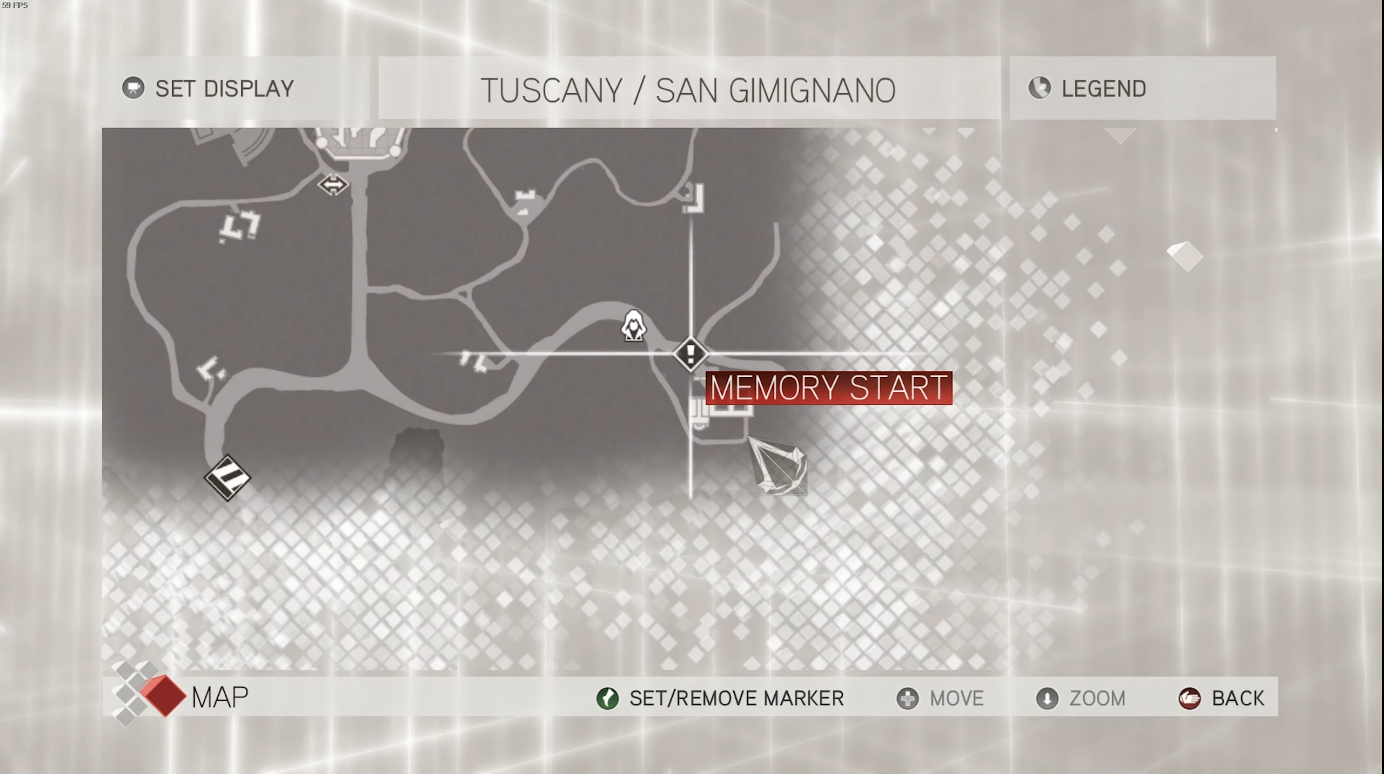 59 FPS
SET DISPLAY
TUSCANY / SAN GIMIGNANO
LEGEND
MEMORY START
MAP
SET/REMOVE MARKER
MOVE
ZOOM
BACK